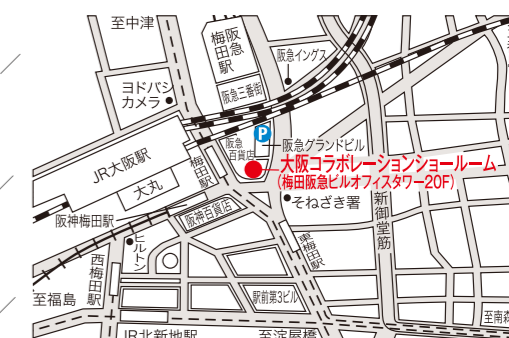 至中津
阪急
梅田駅
阪急イングス
阪急三番街
ヨドバシ
カメラ
P
阪急グランドビル
阪急
百貨店
大阪コラボレーションショールーム
(梅田阪急ビルオフィスタワー20F)
JR大阪駅
大丸
梅田駅
そねざき署
新御堂筋
阪神梅田駅
阪神百貨店
ヒルトン
東梅田駅
西梅田駅
駅前第3ビル
至福島
JR北新地駅
至淀屋橋
至南森